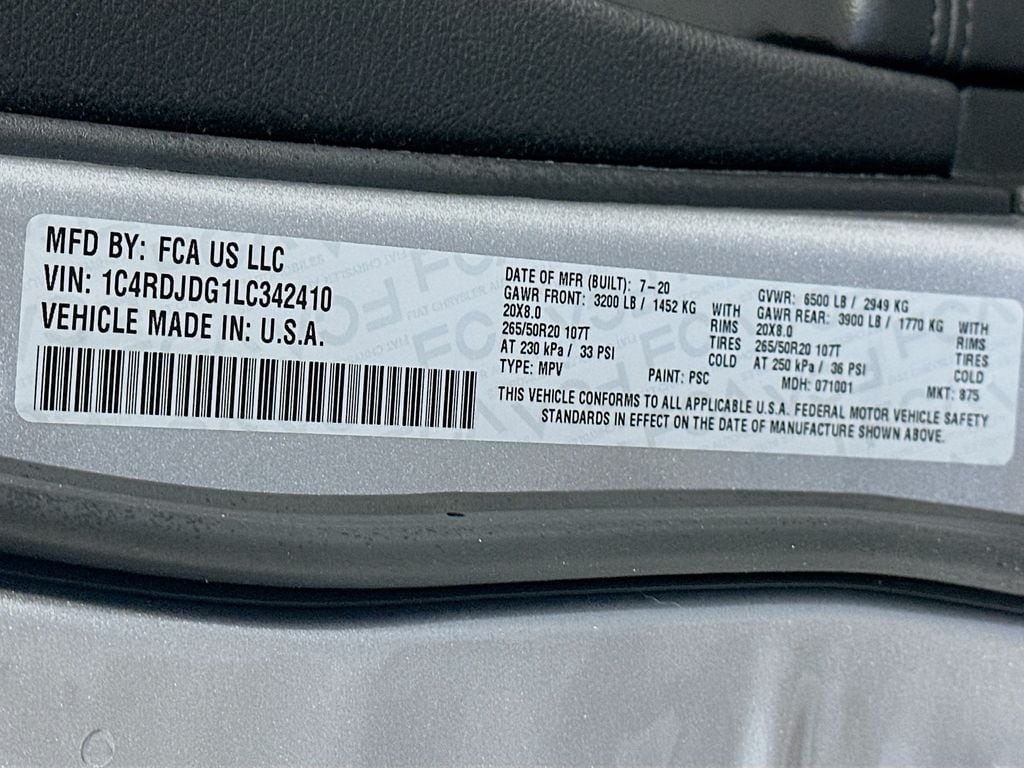 MFD BY: FCA US LLC
VIN: 1C4RDJDG1LC342410
VEHICLE MADE IN: U.S.A.
DATE OF MFR (BUILT): 7-20
GAWR FRONT: 3200 LB / 1452 KG WITH
20X8.0 RIMS
265/50R20 107T TIRES
AT 230 kPa / 33 PSI COLD
TYPE: MPV PAINT: PSC
GVWR: 6500 LB / 2949 KG
GAWR REAR: 3900 LB / 1770 KG WITH
20X8.0 RIMS
265/50R20 107T TIRES
AT 250 kPa / 36 PSI COLD
MDH: 071001 MKT: 875
THIS VEHICLE CONFORMS TO ALL APPLICABLE U.S.A. FEDERAL MOTOR VEHICLE SAFETY
STANDARDS IN EFFECT ON THE DATE OF MANUFACTURE SHOWN ABOVE.